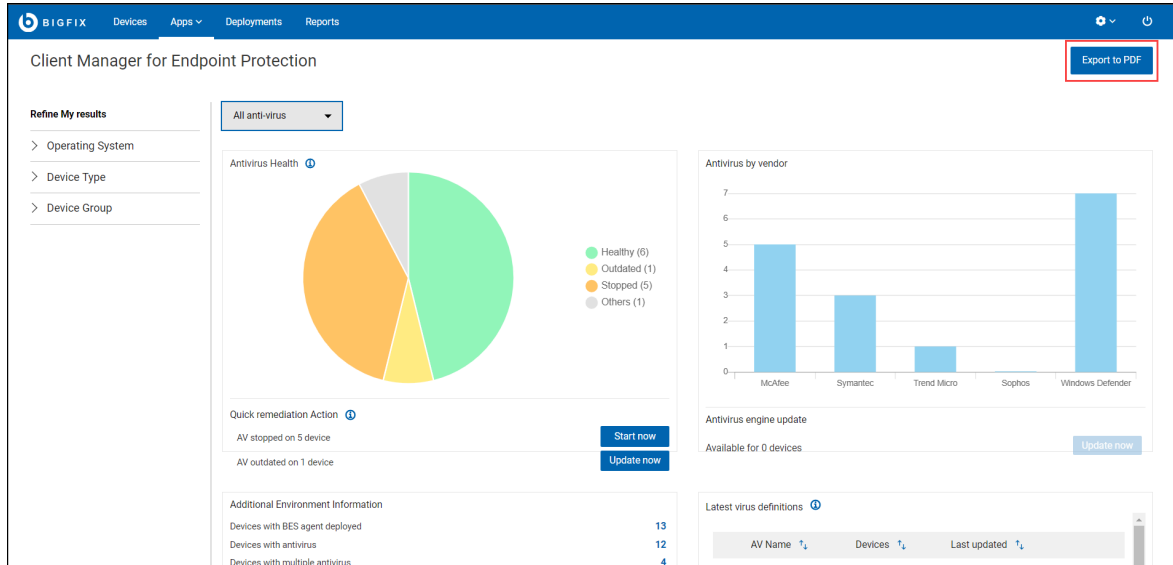 BIGFIX Devices Apps Deployments Reports
Client Manager for Endpoint Protection
Export to PDF
Refine My results
Operating System
Device Type
Device Group
All anti-virus
Antivirus Health
Healthy (6)
Outdated (1)
Stopped (5)
Others (1)
Quick remediation Action
AV stopped on 5 device Start now
AV outdated on 1 device Update now
Antivirus by vendor
7
6
5
4
3
2
1
0
McAfee Symantec Trend Micro Sophos Windows Defender
Antivirus engine update
Available for 0 devices Update now
Additional Environment Information
Devices with BES agent deployed 13
Devices with antivirus 12
Devices with multiple antivirus 4
Latest virus definitions
AV Name Devices Last updated